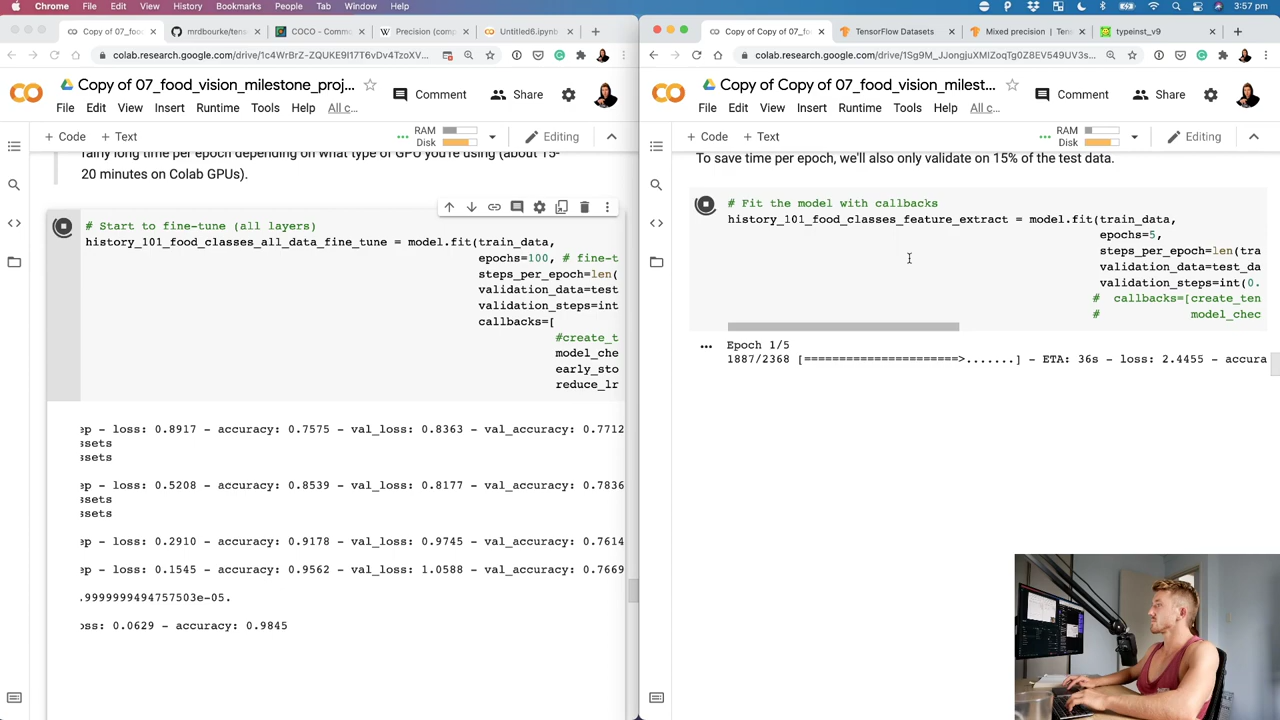 Chrome File Edit View History Bookmarks People Tab Window Help 3:57 pm
Copy of 07_foo
mrdbourke/tens
COCO - Commo
Precision (comp
Untitled6.ipynb
colab.research.google.com/drive/1c4WrBrZ-ZQUKE9I17T6vDv4TzoXV...
Copy of 07_food_vision_milestone_proj...
Comment
Share
File Edit View Insert Runtime Tools Help All c...
+ Code + Text
RAM
Disk
Editing
fairly long time per epoch depending on what type of GPU you're using (about 15-
20 minutes on Colab GPUs).
# Start to fine-tune (all layers)
history_101_food_classes_all_data_fine_tune = model.fit(train_data,
epochs=100, # fine-t
steps_per_epoch=len(
validation_data=test
validation_steps=int
callbacks=[
#create_t
model_che
early_sto
reduce_lr
ep - loss: 0.8917 - accuracy: 0.7575 - val_loss: 0.8363 - val_accuracy: 0.7712
ssets
ssets
ep - loss: 0.5208 - accuracy: 0.8539 - val_loss: 0.8177 - val_accuracy: 0.7836
ssets
ssets
ep - loss: 0.2910 - accuracy: 0.9178 - val_loss: 0.9745 - val_accuracy: 0.7614
ep - loss: 0.1545 - accuracy: 0.9562 - val_loss: 1.0588 - val_accuracy: 0.7669
.9999999494757503e-05.
oss: 0.0629 - accuracy: 0.9845
Copy of Copy of 07_fo
TensorFlow Datasets
Mixed precision | Tens
typeinst_v9
colab.research.google.com/drive/1Sg9M_JJongjuXMIZoqTg0Z8EV549UV3s...
Copy of Copy of 07_food_vision_milest...
Comment
Share
File Edit View Insert Runtime Tools Help All c...
+ Code + Text
RAM
Disk
Editing
To save time per epoch, we'll also only validate on 15% of the test data.
# Fit the model with callbacks
history_101_food_classes_feature_extract = model.fit(train_data,
epochs=5,
steps_per_epoch=len(tra
validation_data=test_da
validation_steps=int(0.
# callbacks=[create_ten
# model_chec
Epoch 1/5
1887/2368 [======================>.......] - ETA: 36s - loss: 2.4455 - accura